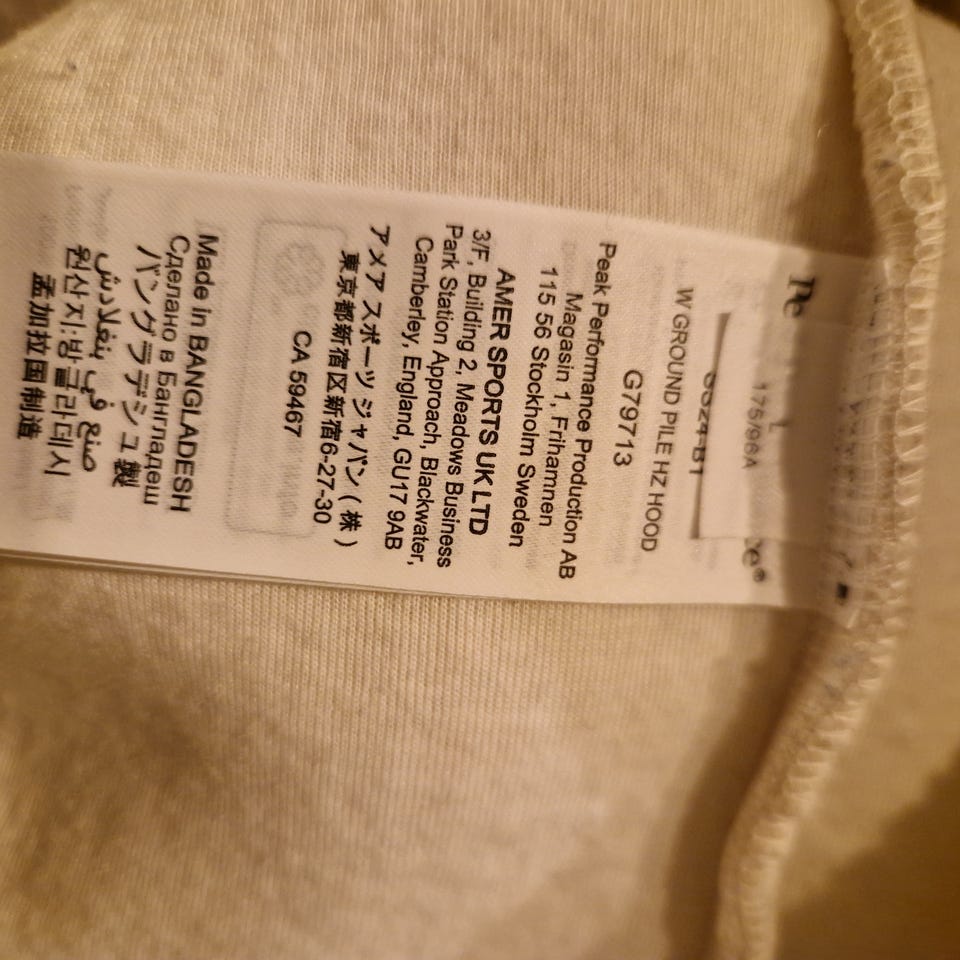 Pe
ce®
175/96A L
W GROUND PILE HZ HOOD
G79713
Peak Performance Production AB
Magasin 1, Frihamnen
115 56 Stockholm Sweden
AMER SPORTS UK LTD
3/F, Building 2, Meadows Business
Park Station Approach, Blackwater,
Camberley, England, GU17 9AB
アメア スポーツ ジャパン ( 株 )
東京都新宿区新宿6-27-30
CA 59467
Made in BANGLADESH
Сделано в Бангладеш
バングラデシュ製
صنع في بنغلادش
원산지:방글라데시
孟加拉国制造